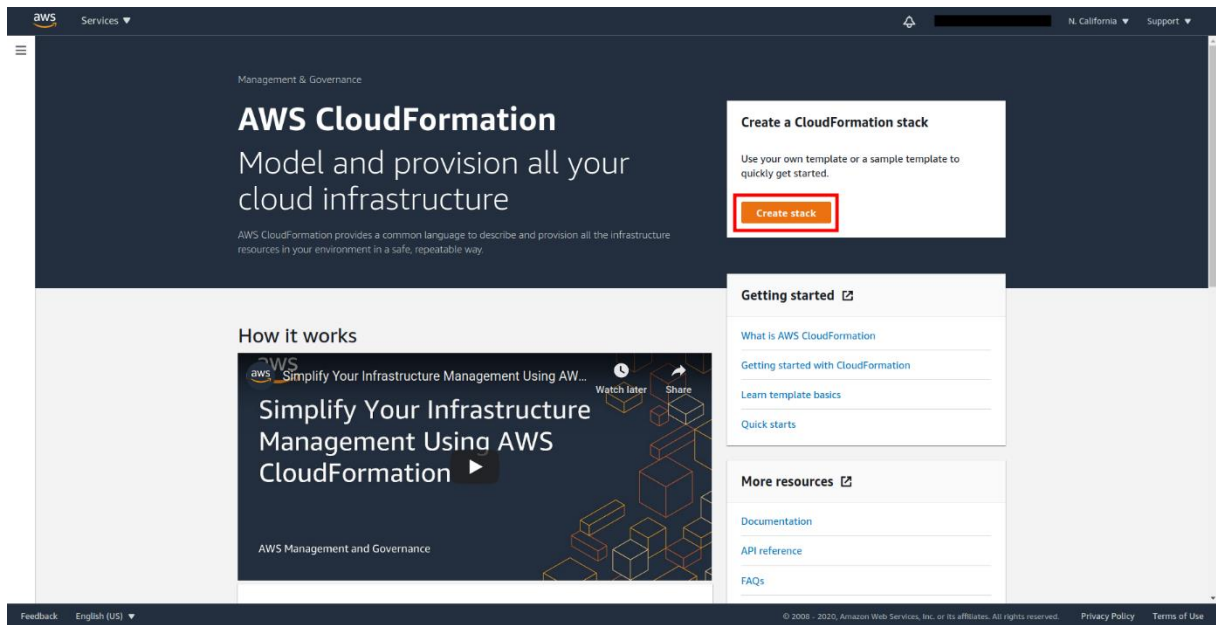 aws Services ▼ N. California ▼ Support ▼
Management & Governance
AWS CloudFormation
Model and provision all your
cloud infrastructure
AWS CloudFormation provides a common language to describe and provision all the infrastructure
resources in your environment in a safe, repeatable way.
Create a CloudFormation stack
Use your own template or a sample template to
quickly get started.
Create stack
Getting started
What is AWS CloudFormation
Getting started with CloudFormation
Learn template basics
Quick starts
More resources
Documentation
API reference
FAQs
How it works
aws
aws Simplify Your Infrastructure Management Using AW...
Watch later Share
Simplify Your Infrastructure
Management Using AWS
CloudFormation
AWS Management and Governance
Feedback English (US) ▼ © 2008 - 2020, Amazon Web Services, Inc. or its affiliates. All rights reserved. Privacy Policy Terms of Use